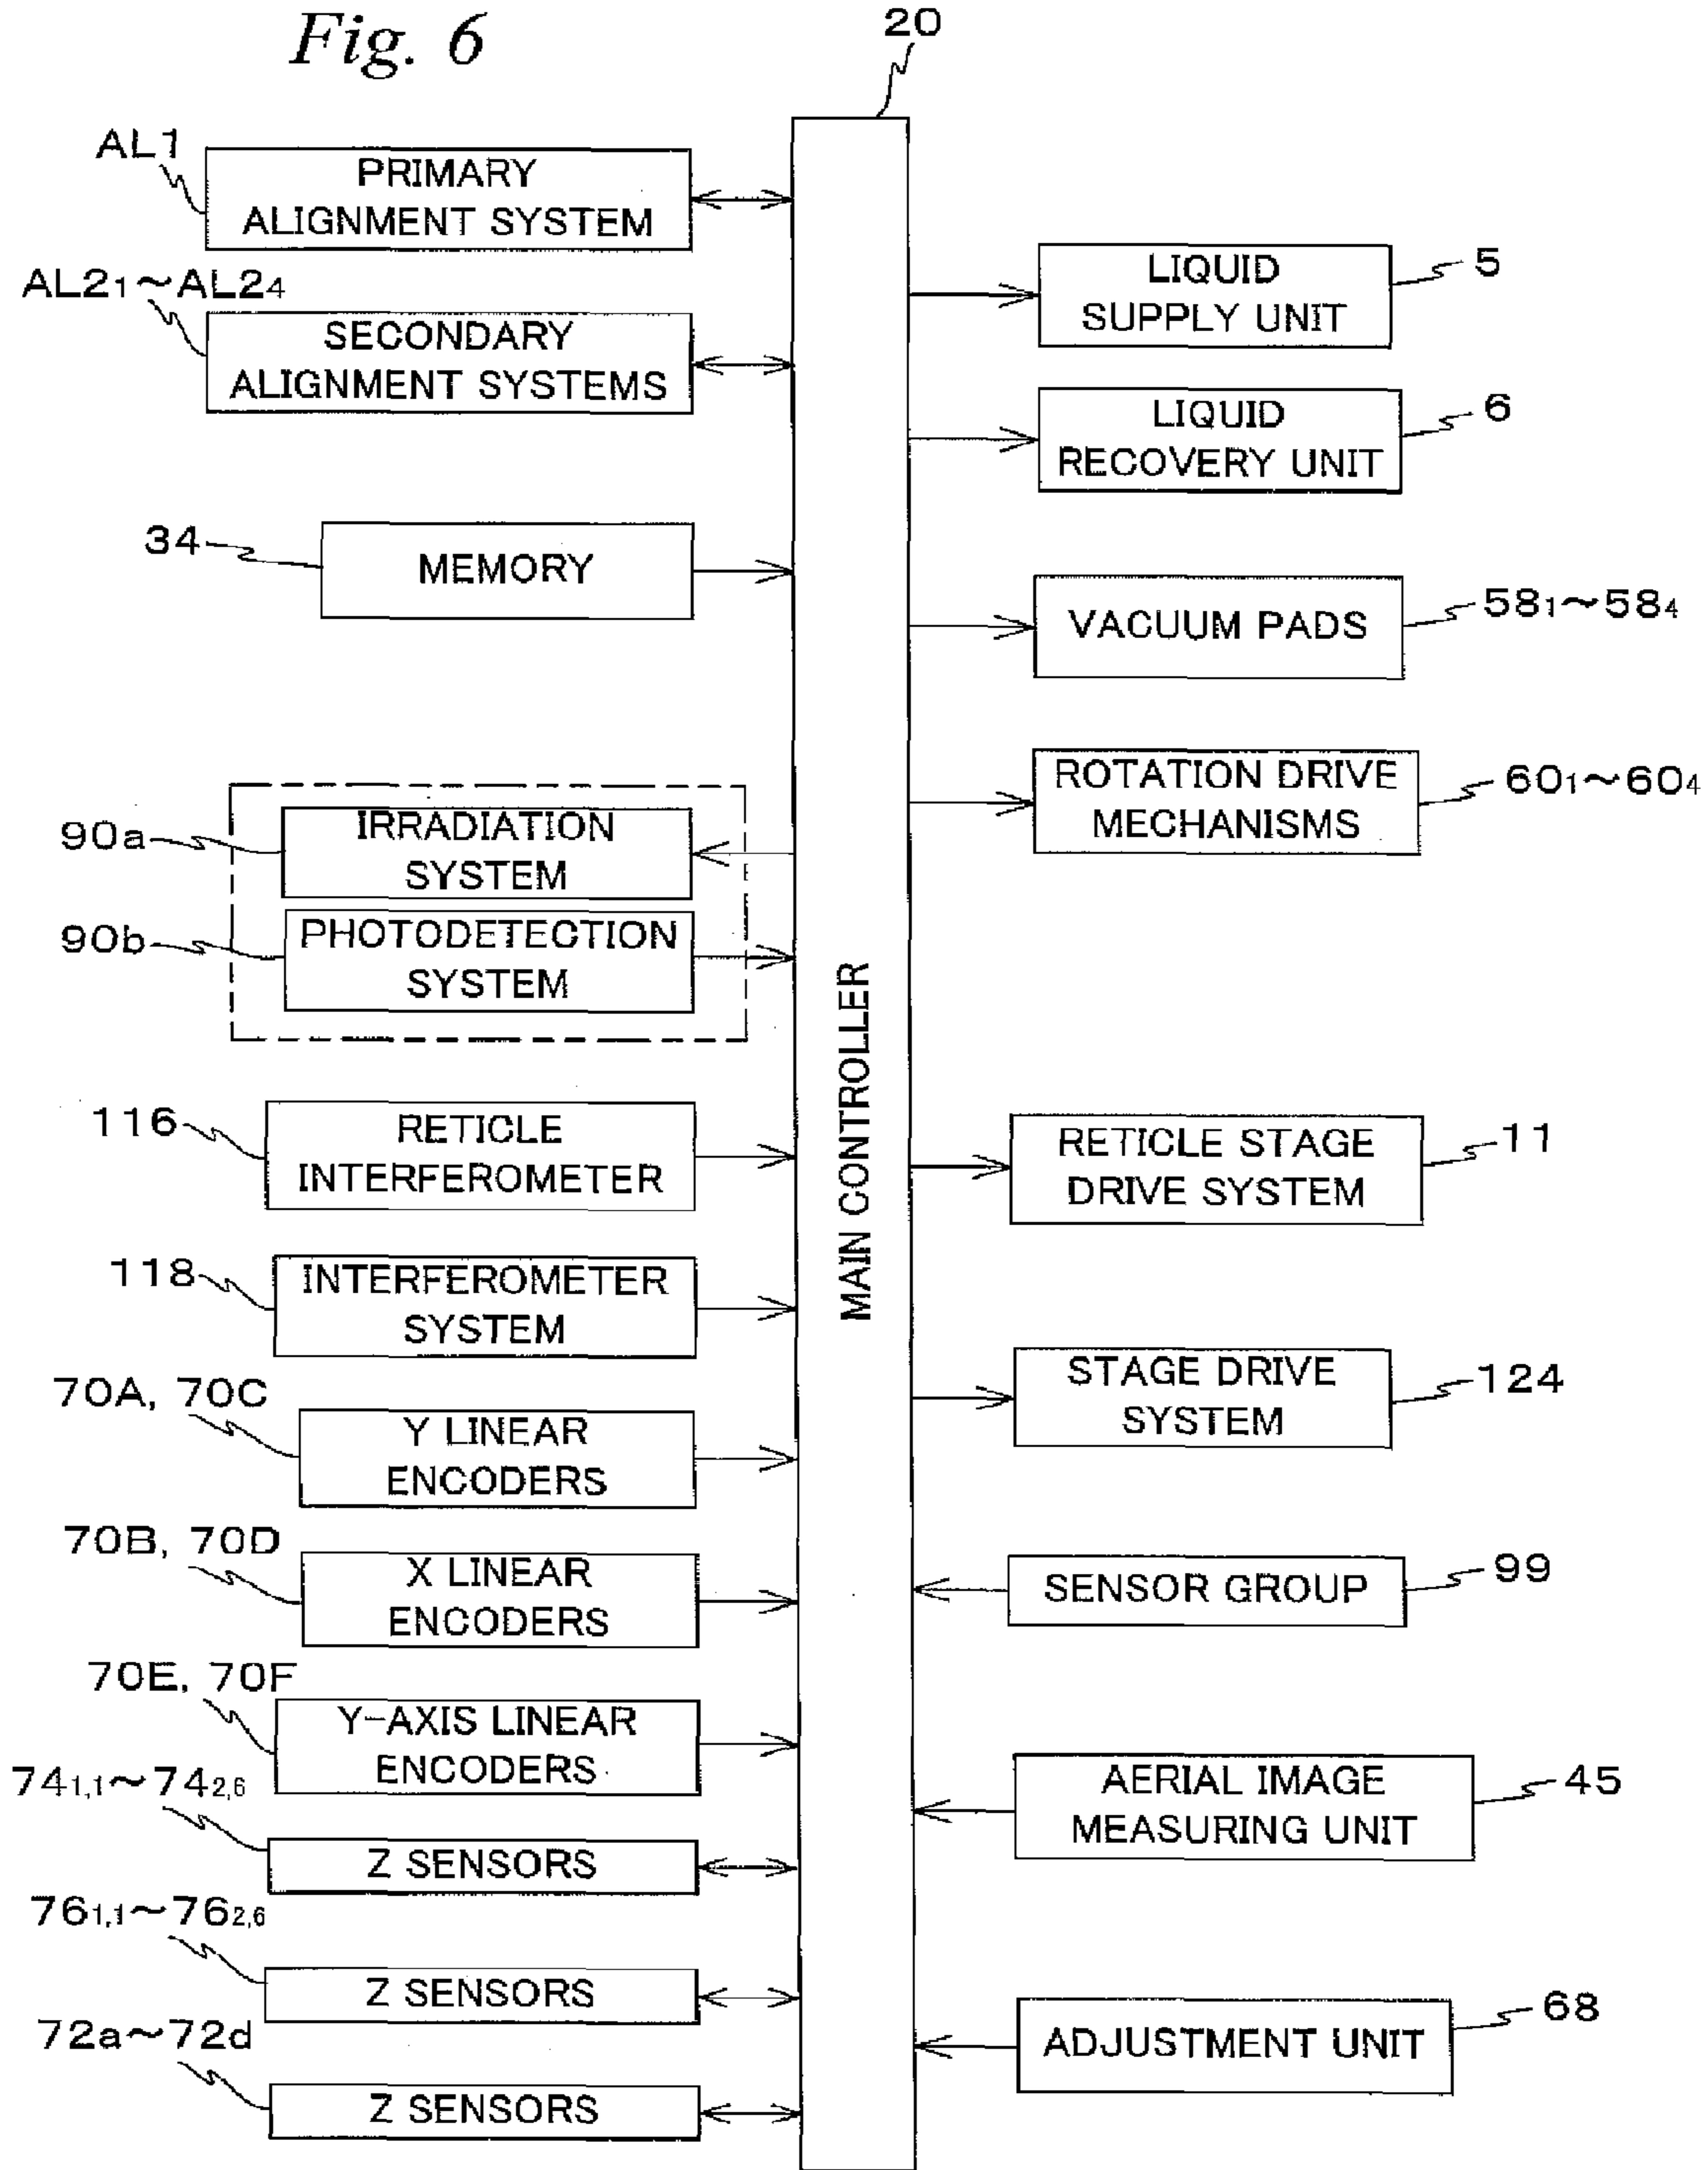 Fig. 6
20
AL1
PRIMARY
ALIGNMENT SYSTEM
AL2₁~AL2₄
SECONDARY
ALIGNMENT SYSTEMS
34
MEMORY
90a
IRRADIATION
SYSTEM
90b
PHOTODETECTION
SYSTEM
116
RETICLE
INTERFEROMETER
118
INTERFEROMETER
SYSTEM
70A, 70C
Y LINEAR
ENCODERS
70B, 70D
X LINEAR
ENCODERS
70E, 70F
Y-AXIS LINEAR
ENCODERS
74₁,₁~74₂,₆
Z SENSORS
76₁,₁~76₂,₆
Z SENSORS
72a~72d
Z SENSORS
MAIN CONTROLLER
LIQUID
SUPPLY UNIT
5
LIQUID
RECOVERY UNIT
6
VACUUM PADS
58₁~58₄
ROTATION DRIVE
MECHANISMS
60₁~60₄
RETICLE STAGE
DRIVE SYSTEM
11
STAGE DRIVE
SYSTEM
124
SENSOR GROUP
99
AERIAL IMAGE
MEASURING UNIT
45
ADJUSTMENT UNIT
68